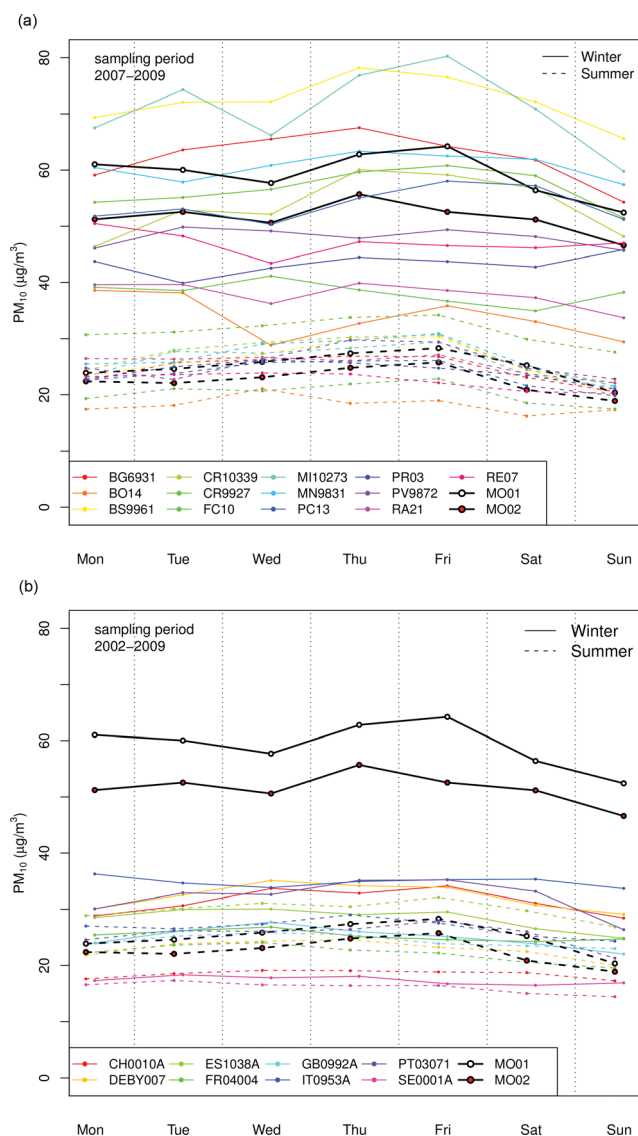 (a)
80
sampling period
2007−2009
Winter
Summer
60
PM10 (µg/m3)
40
20
0
BG6931 CR10339 MI10273 PR03 RE07
BO14 CR9927 MN9831 PV9872 MO01
BS9961 FC10 PC13 RA21 MO02
Mon Tue Wed Thu Fri Sat Sun
(b)
80
sampling period
2002−2009
Winter
Summer
60
PM10 (µg/m3)
40
20
0
CH0010A ES1038A GB0992A PT03071 MO01
DEBY007 FR04004 IT0953A SE0001A MO02
Mon Tue Wed Thu Fri Sat Sun